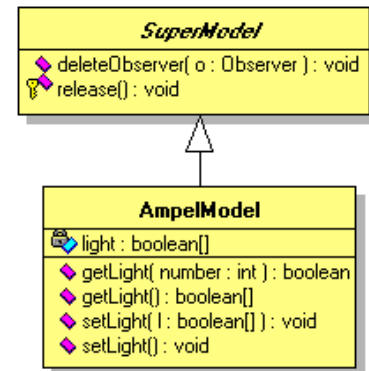 SuperModel
deleteObserver( o : Observer ) : void
release() : void
AmpelModel
light : boolean[]
getLight( number : int ) : boolean
getLight() : boolean[]
setLight( l : boolean[] ) : void
setLight() : void